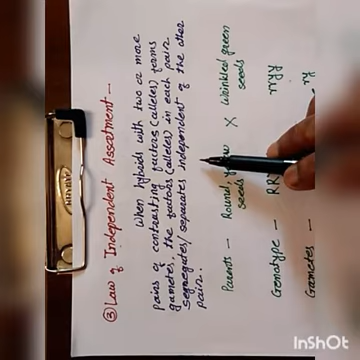 ③ Law of Independent Assortment —
When hybrids with two or more
pairs of contrasting factors (alleles) forms
gametes, the factors (alleles) in each pair
segregates/separates independent of the other
pair.
Parents — Round, X Wrinkled green
seeds seeds
Genotype — RRY rryy
Gametes — ry
InShOt